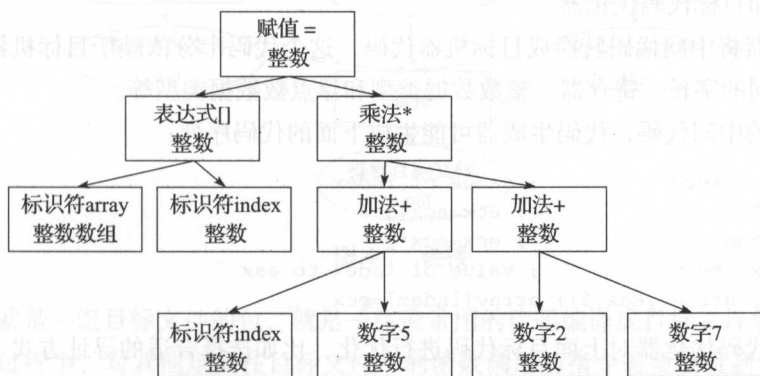 赋值 =
整数
表达式[]
整数
乘法*
整数
标识符array
整数数组
标识符index
整数
加法+
整数
加法+
整数
标识符index
整数
数字5
整数
数字2
整数
数字7
整数